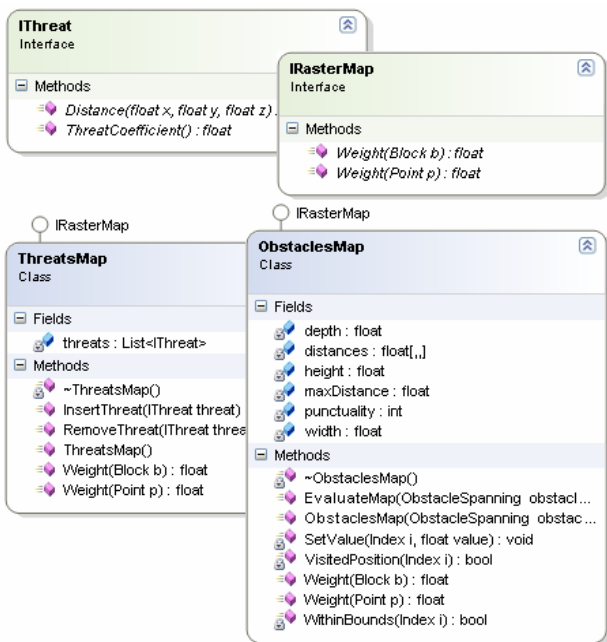 IThreat
Interface
Methods
Distance(float x, float y, float z)
ThreatCoefficient() : float
IRasterMap
Interface
Methods
Weight(Block b) : float
Weight(Point p) : float
IRasterMap
ThreatsMap
Class
Fields
threats : List<IThreat>
Methods
~ThreatsMap()
InsertThreat(IThreat threat)
RemoveThreat(IThreat threa
ThreatsMap()
Weight(Block b) : float
Weight(Point p) : float
IRasterMap
ObstaclesMap
Class
Fields
depth : float
distances : float[,,]
height : float
maxDistance : float
punctuality : int
width : float
Methods
~ObstaclesMap()
EvaluateMap(ObstacleSpanning obstacl...
ObstaclesMap(ObstacleSpanning obstac...
SetValue(Index i, float value) : void
VisitedPosition(Index i) : bool
Weight(Block b) : float
Weight(Point p) : float
WithinBounds(Index i) : bool